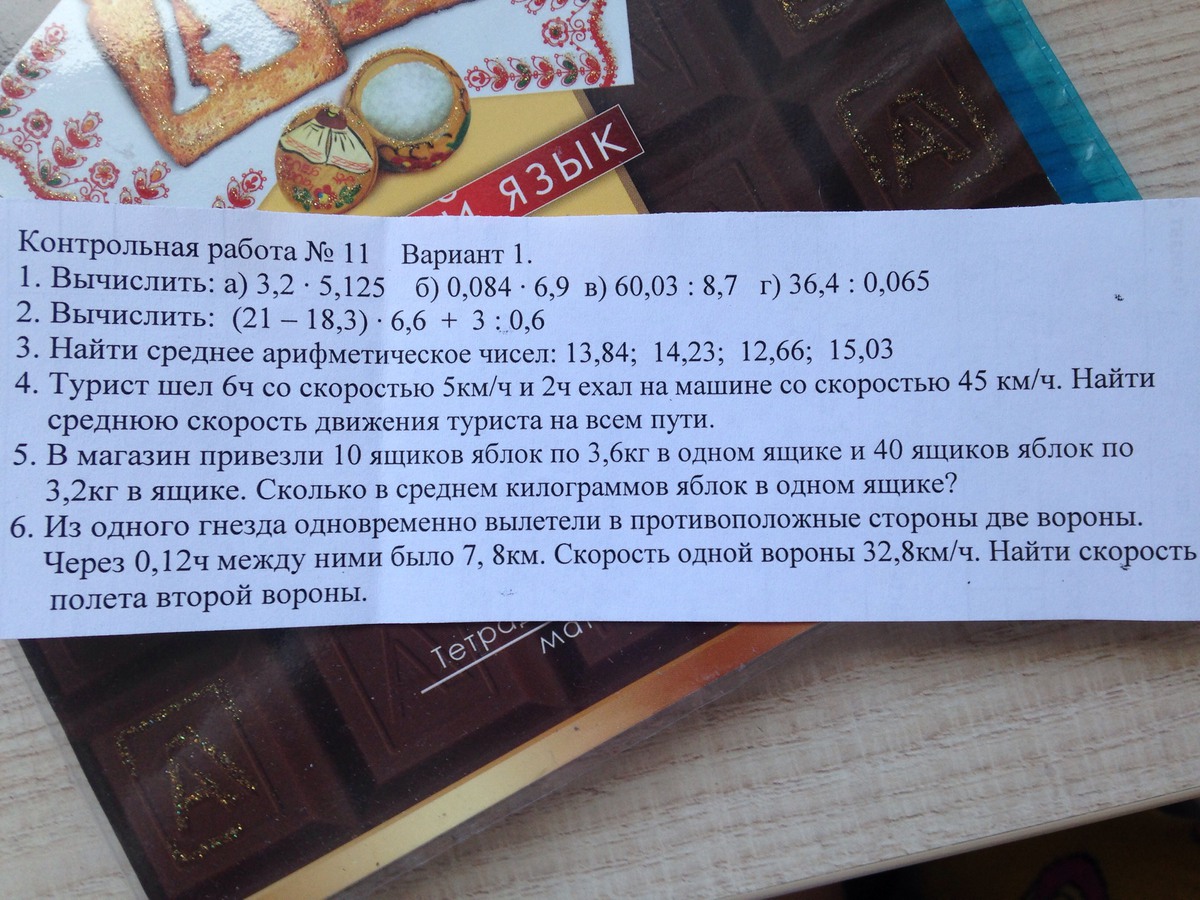 Й ЯЗЫК
Контрольная работа № 11 Вариант 1.
1. Вычислить: а) 3,2 · 5,125 б) 0,084 · 6,9 в) 60,03 : 8,7 г) 36,4 : 0,065
2. Вычислить: (21 – 18,3) · 6,6 + 3 : 0,6
3. Найти среднее арифметическое чисел: 13,84; 14,23; 12,66; 15,03
4. Турист шел 6ч со скоростью 5км/ч и 2ч ехал на машине со скоростью 45 км/ч. Найти
среднюю скорость движения туриста на всем пути.
5. В магазин привезли 10 ящиков яблок по 3,6кг в одном ящике и 40 ящиков яблок по
3,2кг в ящике. Сколько в среднем килограммов яблок в одном ящике?
6. Из одного гнезда одновременно вылетели в противоположные стороны две вороны.
Через 0,12ч между ними было 7, 8км. Скорость одной вороны 32,8км/ч. Найти скорость
полета второй вороны.
Тетрад
мат
А